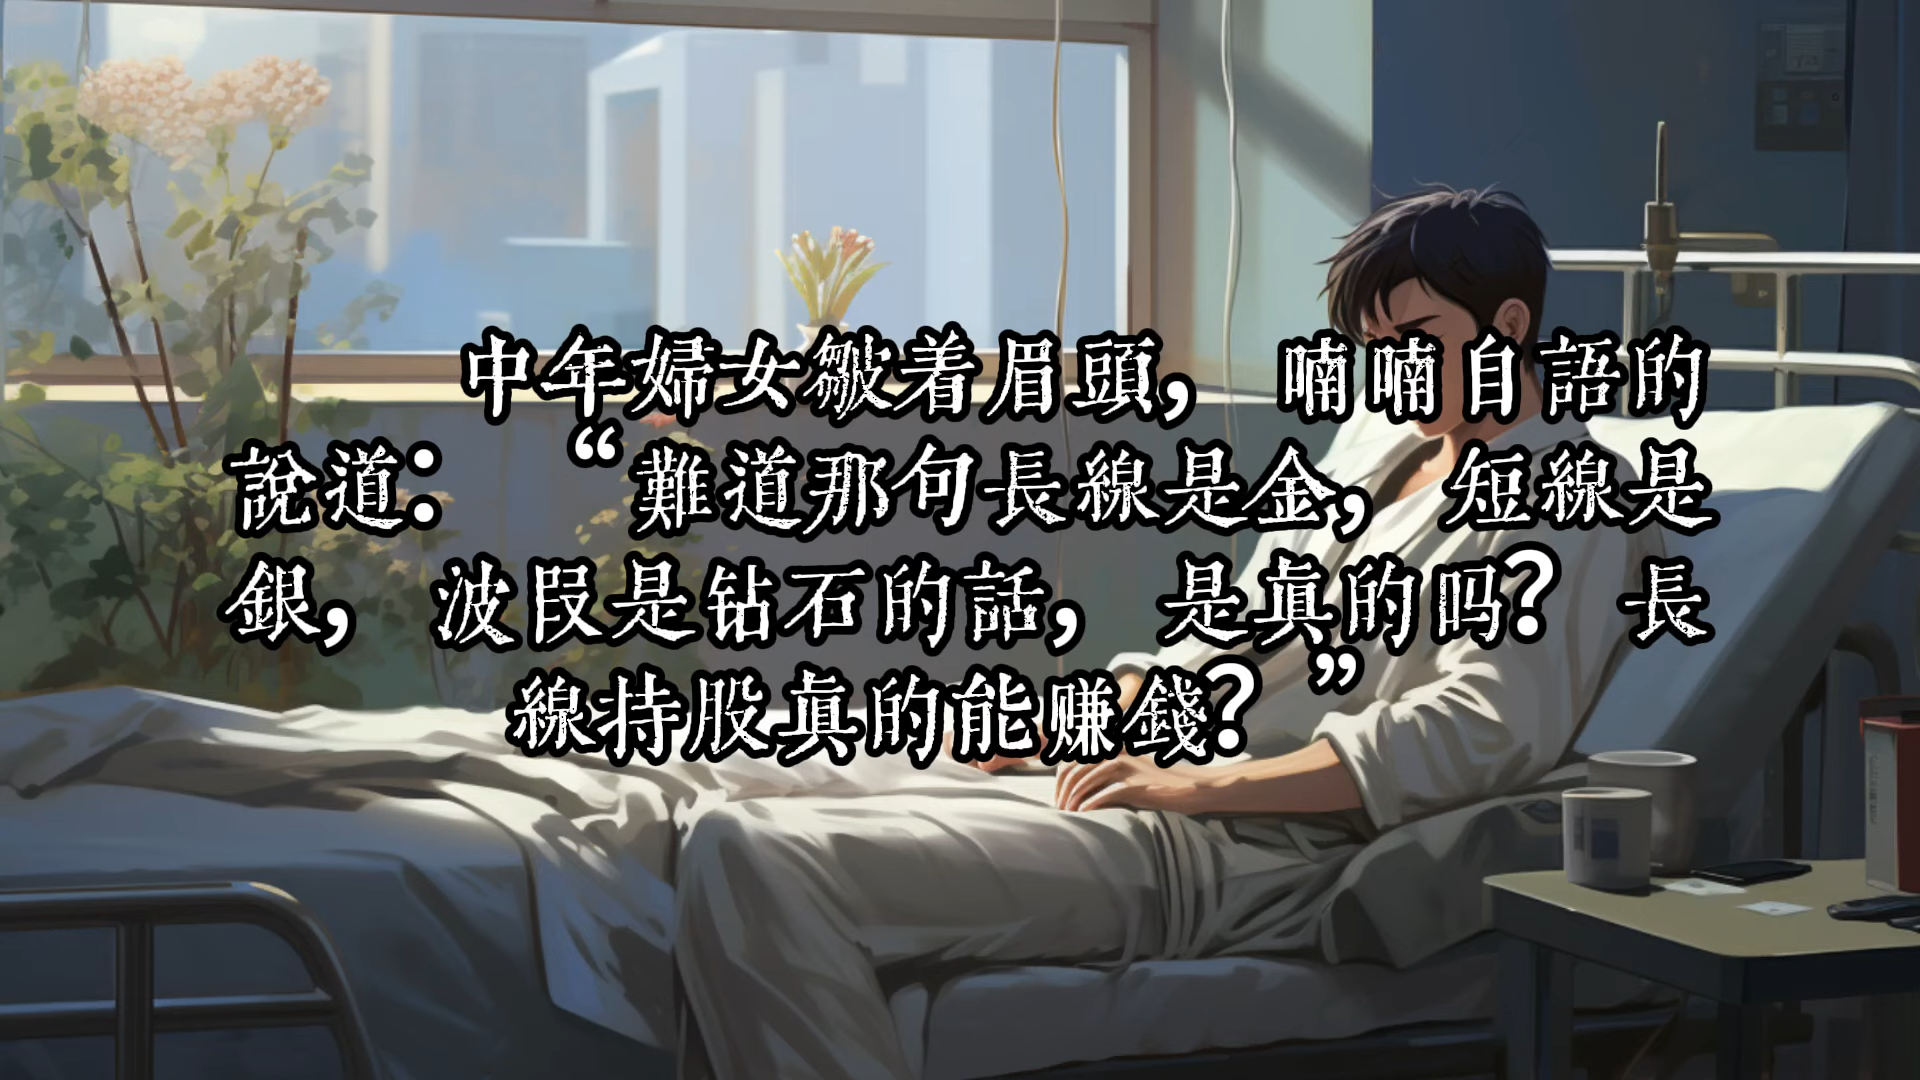 中年婦女皺着眉頭，喃喃自語的
說道：“難道那句長線是金，短線是
銀，波段是钻石的話，是真的吗？長
線持股真的能赚錢？”